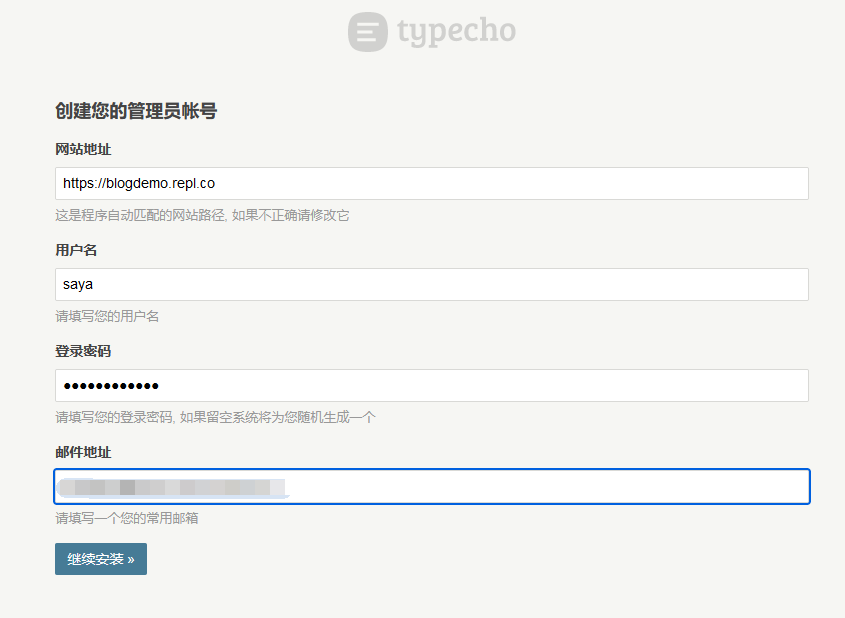 typecho
创建您的管理员帐号
网站地址
https://blogdemo.repl.co
这是程序自动匹配的网站路径, 如果不正确请修改它
用户名
saya
请填写您的用户名
登录密码
••••••••••••
请填写您的登录密码, 如果留空系统将为您随机生成一个
邮件地址
请填写一个您的常用邮箱
继续安装 »